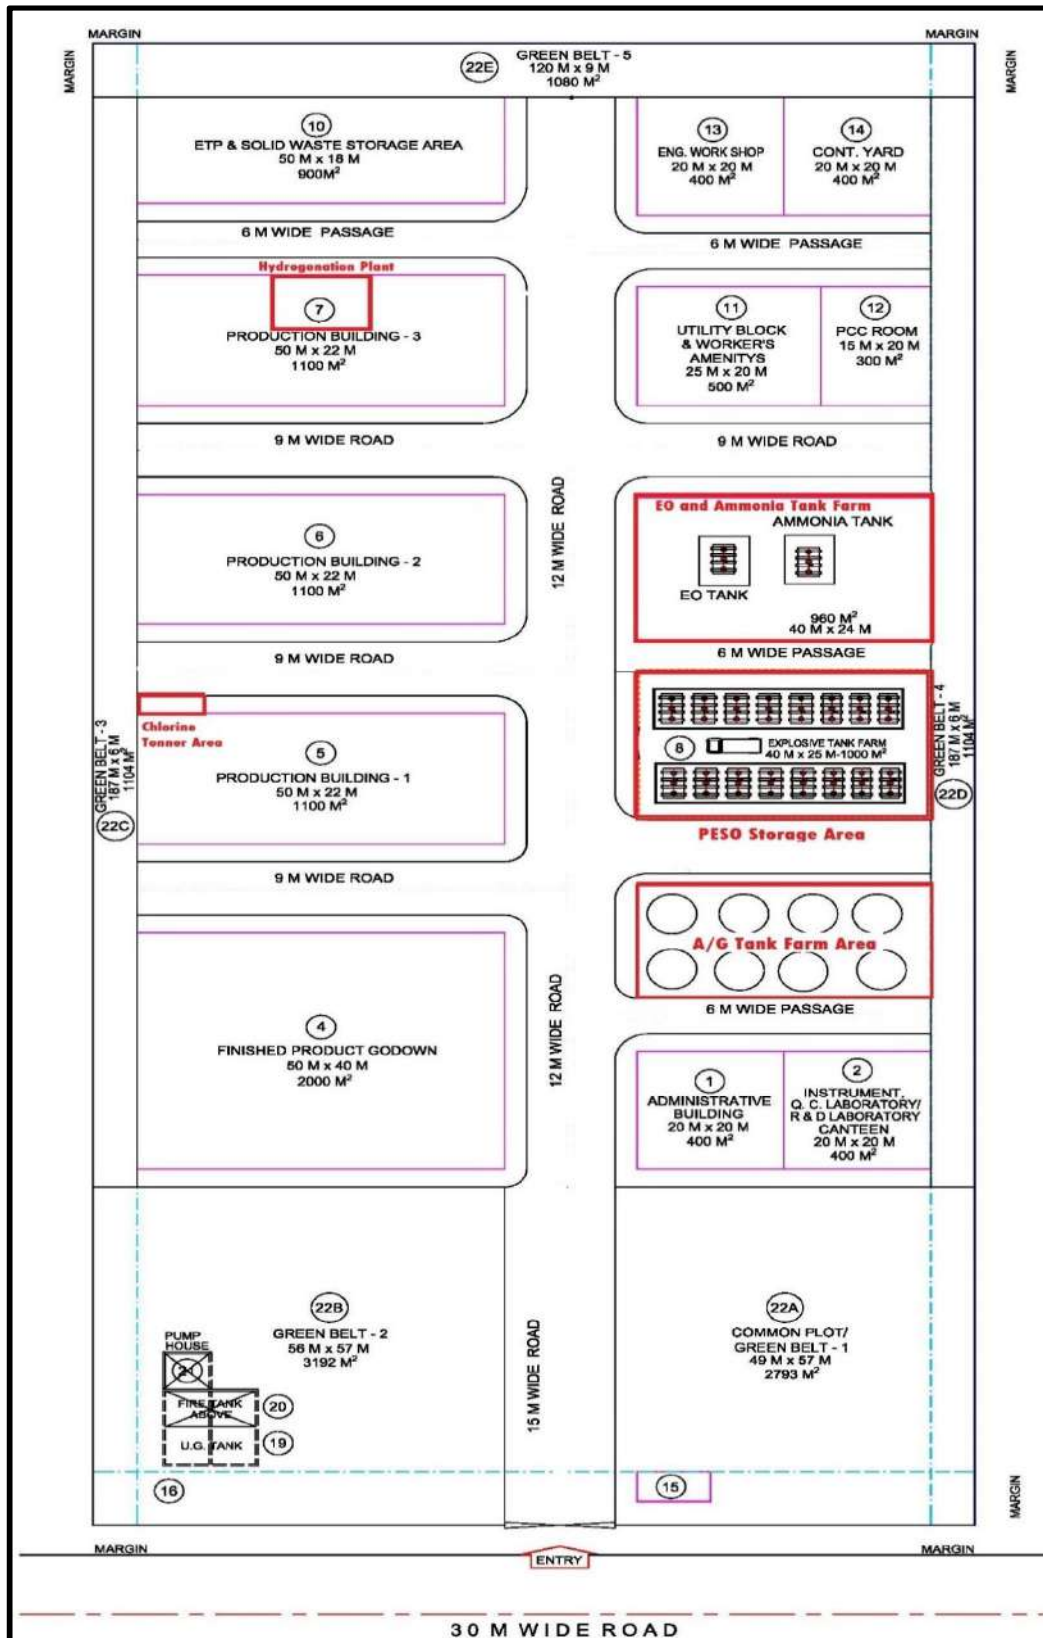 MARGIN
MARGIN
MARGIN
MARGIN
22E
GREEN BELT - 5
120 M x 9 M
1080 M²
10
ETP & SOLID WASTE STORAGE AREA
50 M x 18 M
900M²
13
ENG. WORK SHOP
20 M x 20 M
400 M²
14
CONT. YARD
20 M x 20 M
400 M²
6 M WIDE PASSAGE
6 M WIDE PASSAGE
Hydrogenation Plant
7
PRODUCTION BUILDING - 3
50 M x 22 M
1100 M²
11
UTILITY BLOCK
& WORKER'S
AMENITYS
25 M x 20 M
500 M²
12
PCC ROOM
15 M x 20 M
300 M²
9 M WIDE ROAD
9 M WIDE ROAD
12 M WIDE ROAD
6
PRODUCTION BUILDING - 2
50 M x 22 M
1100 M²
EO and Ammonia Tank Farm
AMMONIA TANK
EO TANK
960 M²
40 M x 24 M
9 M WIDE ROAD
6 M WIDE PASSAGE
Chlorine
Tonner Area
5
PRODUCTION BUILDING - 1
50 M x 22 M
1100 M²
GREEN BELT - 3
187 M x 6 M
1104 M²
22C
8
EXPLOSIVE TANK FARM
40 M x 25 M-1000 M²
GREEN BELT - 4
187 M x 6 M
1104 M²
22D
PESO Storage Area
9 M WIDE ROAD
A/G Tank Farm Area
6 M WIDE PASSAGE
12 M WIDE ROAD
4
FINISHED PRODUCT GODOWN
50 M x 40 M
2000 M²
1
ADMINISTRATIVE
BUILDING
20 M x 20 M
400 M²
2
INSTRUMENT.
Q. C. LABORATORY/
R & D LABORATORY
CANTEEN
20 M x 20 M
400 M²
22B
GREEN BELT - 2
56 M x 57 M
3192 M²
22A
COMMON PLOT/
GREEN BELT - 1
49 M x 57 M
2793 M²
15 M WIDE ROAD
PUMP
HOUSE
21
FIRE TANK
ABOVE
20
U.G. TANK
19
16
15
MARGIN
MARGIN
MARGIN
ENTRY
30 M WIDE ROAD